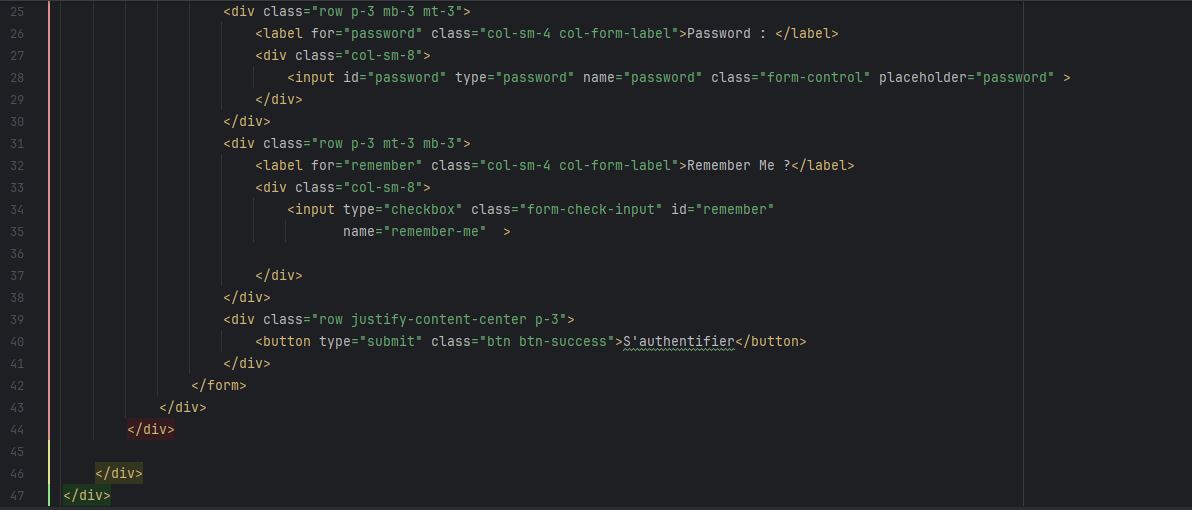 25 <div class="row p-3 mb-3 mt-3">
26 <label for="password" class="col-sm-4 col-form-label">Password : </label>
27 <div class="col-sm-8">
28 <input id="password" type="password" name="password" class="form-control" placeholder="password" >
29 </div>
30 </div>
31 <div class="row p-3 mt-3 mb-3">
32 <label for="remember" class="col-sm-4 col-form-label">Remember Me ?</label>
33 <div class="col-sm-8">
34 <input type="checkbox" class="form-check-input" id="remember"
35 name="remember-me"  >
36
37 </div>
38 </div>
39 <div class="row justify-content-center p-3">
40 <button type="submit" class="btn btn-success">S'authentifier</button>
41 </div>
42 </form>
43 </div>
44 </div>
45
46 </div>
47 </div>